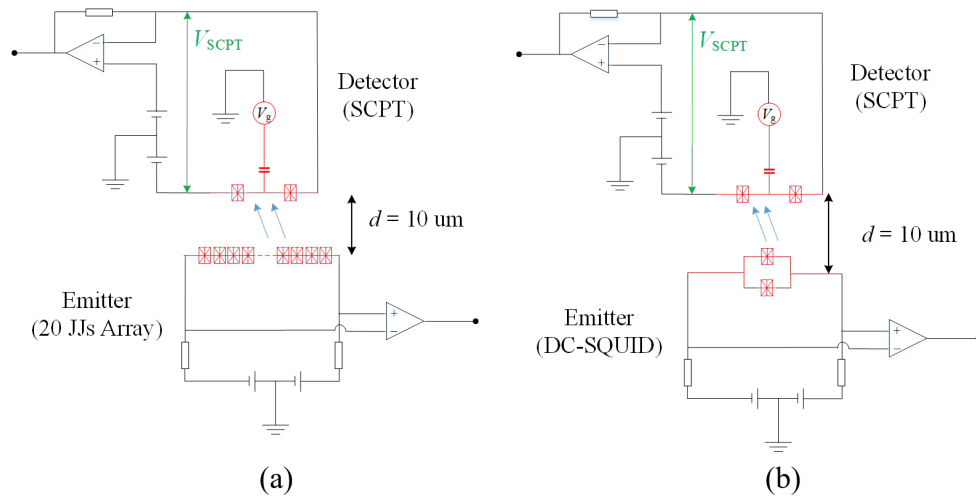 V_SCPT
−
+
Detector
(SCPT)
V_g
d = 10 um
Emitter
(20 JJs Array)
+
−
(a)
V_SCPT
−
+
Detector
(SCPT)
V_g
d = 10 um
Emitter
(DC-SQUID)
+
−
(b)